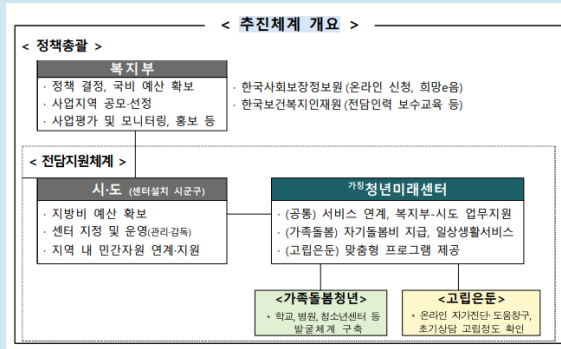 < 추진체계 개요 >
< 정책총괄 >
복지부
· 정책 결정, 국비 예산 확보
· 사업지역 공모·선정
· 사업평가 및 모니터링, 홍보 등
· 한국사회보장정보원(온라인 신청, 희망e음)
· 한국보건복지인재원(전담인력 보수교육 등)
< 전담지원체계 >
시·도 (센터설치 시군구)
· 지방비 예산 확보
· 센터 지정 및 운영(관리·감독)
· 지역 내 민간자원 연계·지원
가칭청년미래센터
· (공통) 서비스 연계, 복지부-시도 업무지원
· (가족돌봄) 자기돌봄비 지급, 일상생활서비스
· (고립은둔) 맞춤형 프로그램 제공
<가족돌봄청년>
* 학교, 병원, 청소년센터 등
발굴체계 구축
<고립은둔>
* 온라인 자가진단· 도움창구,
초기상담 고립정도 확인